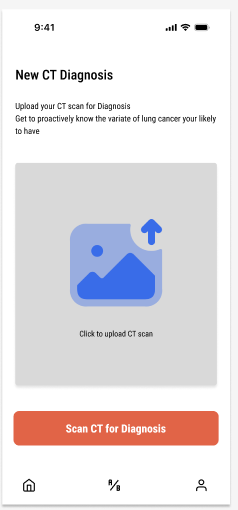 9:41
New CT Diagnosis
Upload your CT scan for Diagnosis
Get to proactively know the variate of lung cancer your likely
to have
Click to upload CT scan
Scan CT for Diagnosis